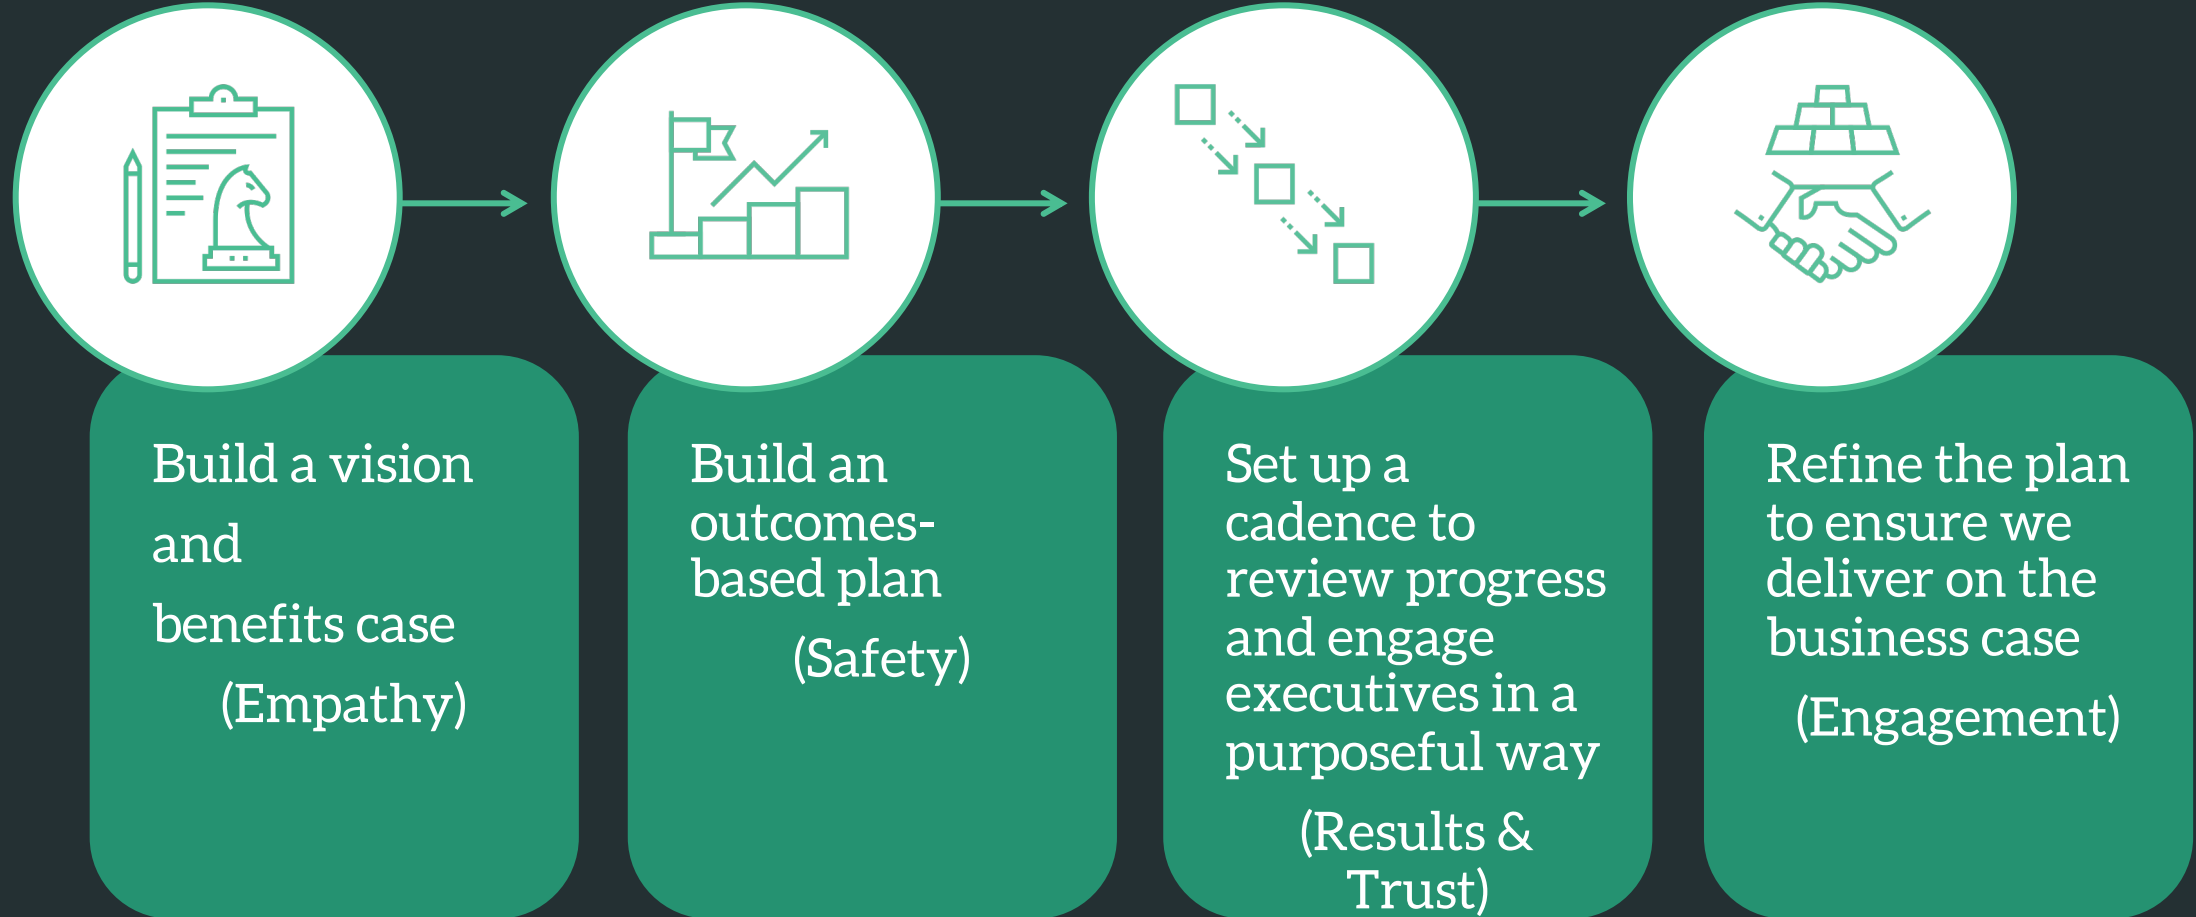 Build a vision
and
benefits case
(Empathy)
Build an
outcomes-
based plan
(Safety)
Set up a
cadence to
review progress
and engage
executives in a
purposeful way
(Results &
Trust)
Refine the plan
to ensure we
deliver on the
business case
(Engagement)